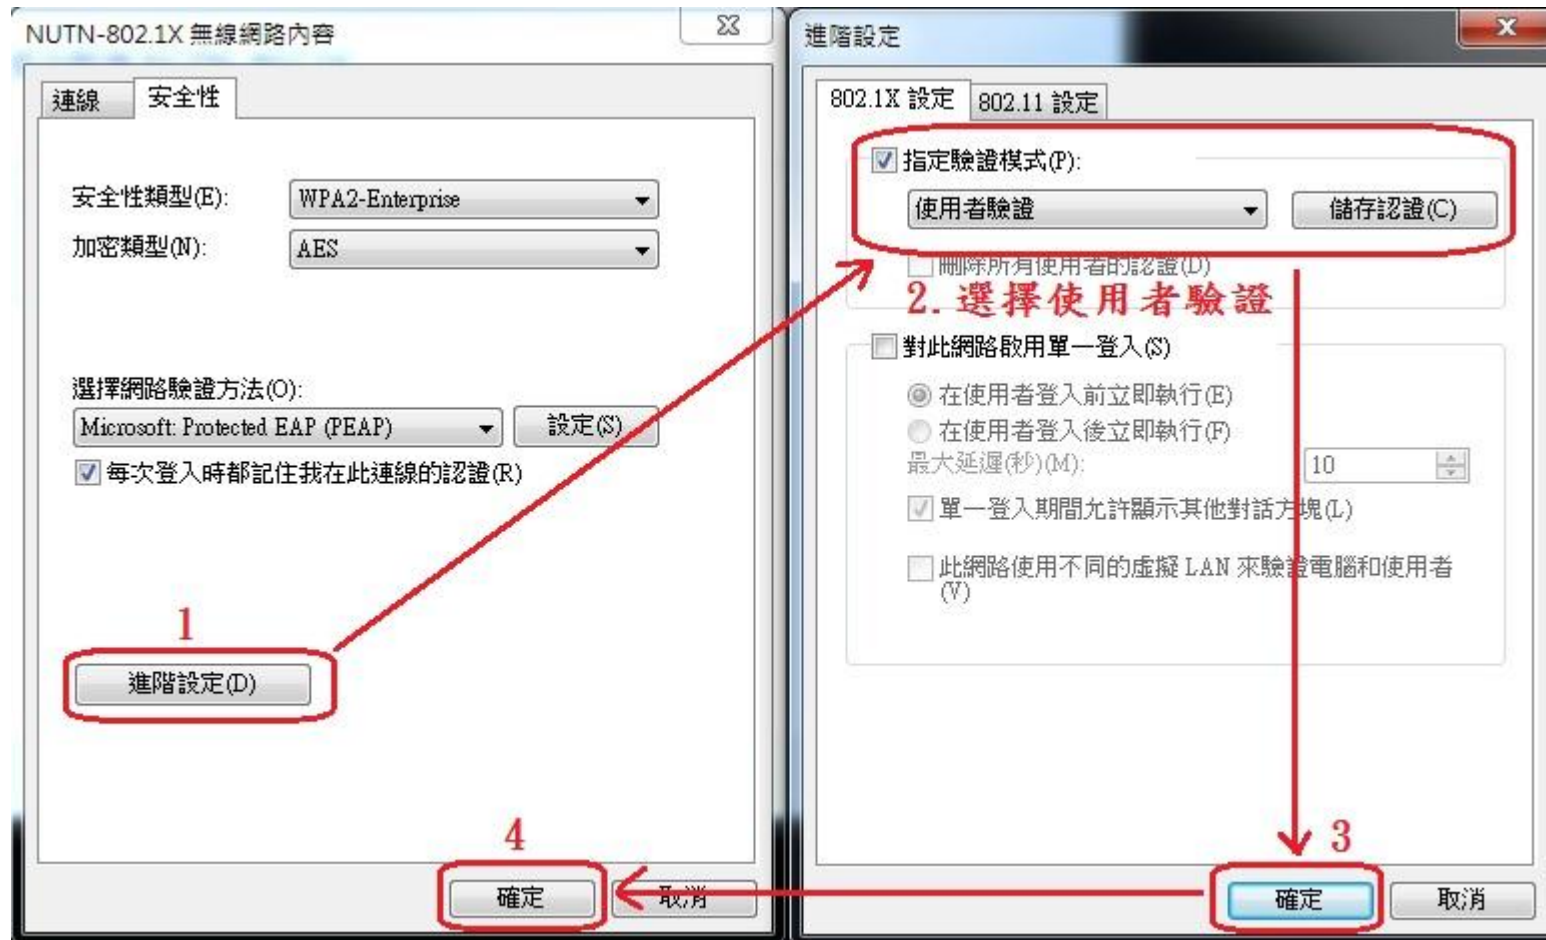 NUTN-802.1X 無線網路內容
連線
安全性
安全性類型(E):
WPA2-Enterprise
加密類型(N):
AES
選擇網路驗證方法(O):
Microsoft: Protected EAP (PEAP)
設定(S)
每次登入時都記住我在此連線的認證(R)
1
進階設定(D)
4
確定
取消
進階設定
802.1X 設定
802.11 設定
指定驗證模式(P):
使用者驗證
儲存認證(C)
刪除所有使用者的認證(D)
2. 選擇使用者驗證
對此網路啟用單一登入(S)
在使用者登入前立即執行(E)
在使用者登入後立即執行(F)
最大延遲(秒)(M):
10
單一登入期間允許顯示其他對話方塊(L)
此網路使用不同的虛擬 LAN 來驗證電腦和使用者
(V)
3
確定
取消